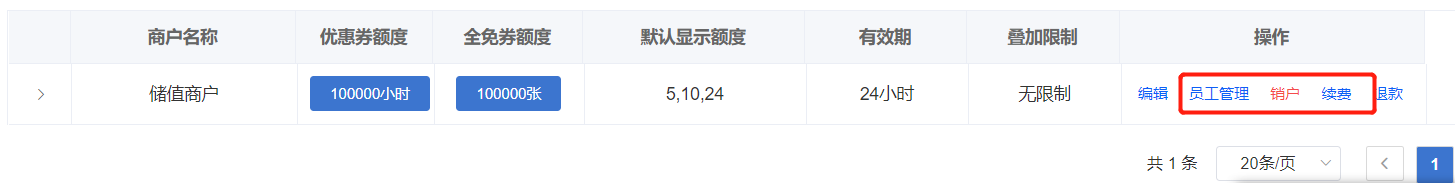 商户名称 优惠券额度 全免券额度 默认显示额度 有效期 叠加限制 操作
储值商户 100000小时 100000张 5,10,24 24小时 无限制 编辑 员工管理 销户 续费 退款
共 1 条 20条/页 1